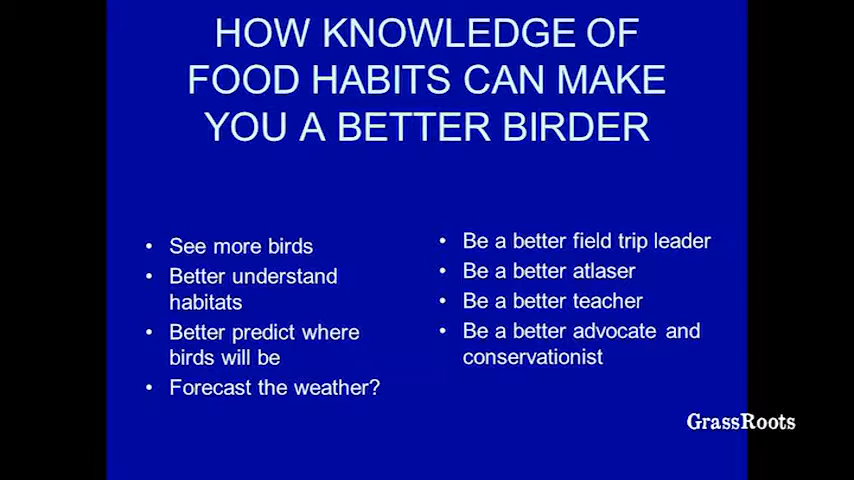 HOW KNOWLEDGE OF
FOOD HABITS CAN MAKE
YOU A BETTER BIRDER
• See more birds
• Better understand
habitats
• Better predict where
birds will be
• Forecast the weather?
• Be a better field trip leader
• Be a better atlaser
• Be a better teacher
• Be a better advocate and
conservationist
GrassRoots